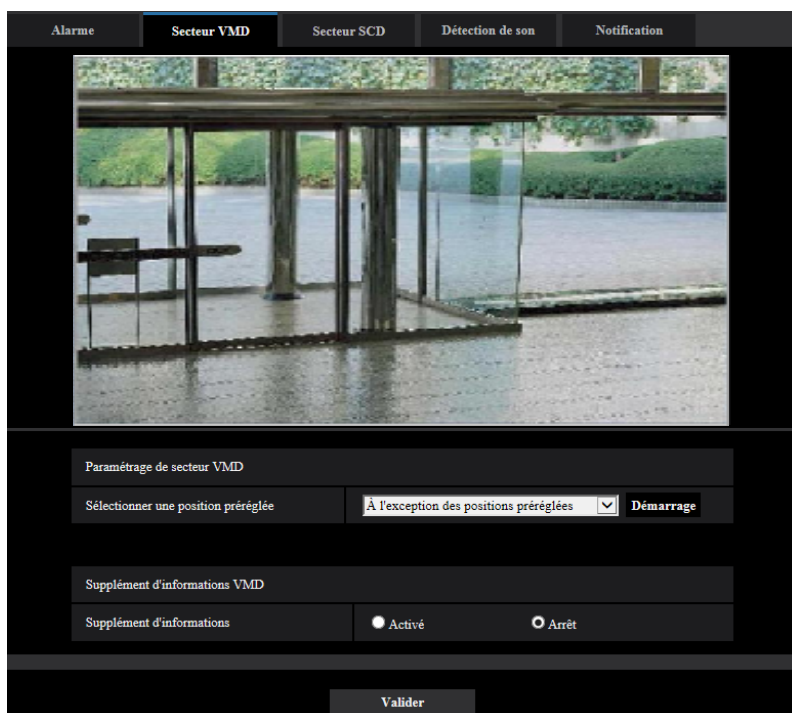 Alarme Secteur VMD Secteur SCD Détection de son Notification
Paramétrage de secteur VMD
Sélectionner une position préréglée À l'exception des positions préréglées Démarrage
Supplément d'informations VMD
Supplément d'informations Activé Arrêt
Valider